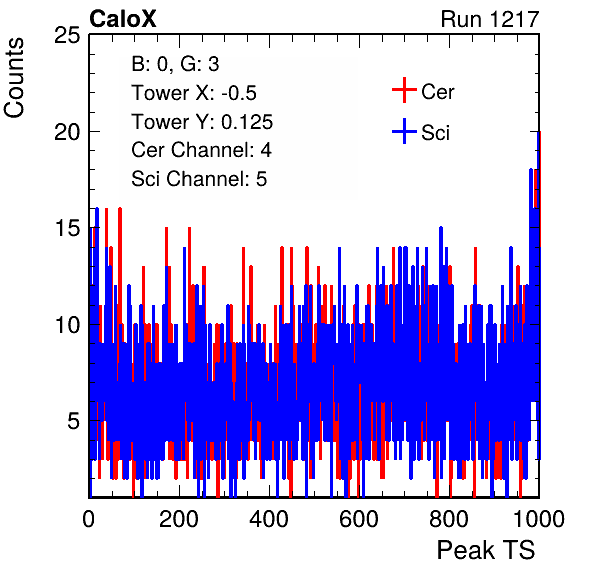 CaloX Run 1217
Counts
25
20
15
10
5
B: 0, G: 3
Tower X: -0.5
Tower Y: 0.125
Cer Channel: 4
Sci Channel: 5
Cer
Sci
0 200 400 600 800 1000
Peak TS